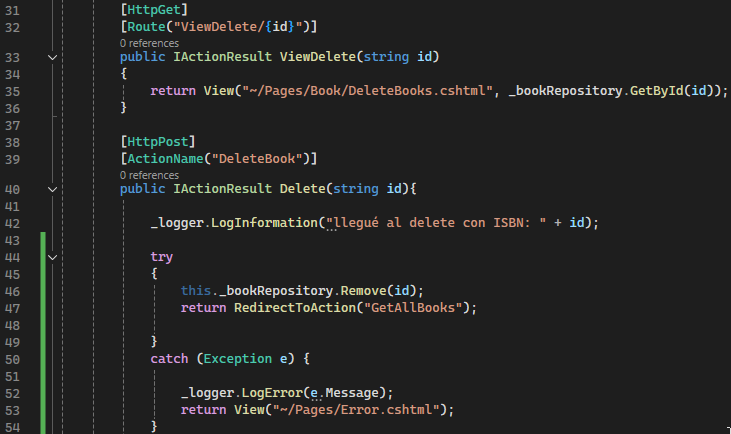 31 [HttpGet]
32 [Route("ViewDelete/{id}")]
0 references
33 public IActionResult ViewDelete(string id)
34 {
35 return View("~/Pages/Book/DeleteBooks.cshtml", _bookRepository.GetById(id));
36 }
37
38 [HttpPost]
39 [ActionName("DeleteBook")]
0 references
40 public IActionResult Delete(string id){
41
42 _logger.LogInformation("llegué al delete con ISBN: " + id);
43
44 try
45 {
46 this._bookRepository.Remove(id);
47 return RedirectToAction("GetAllBooks");
48
49 }
50 catch (Exception e) {
51
52 _logger.LogError(e.Message);
53 return View("~/Pages/Error.cshtml");
54 }